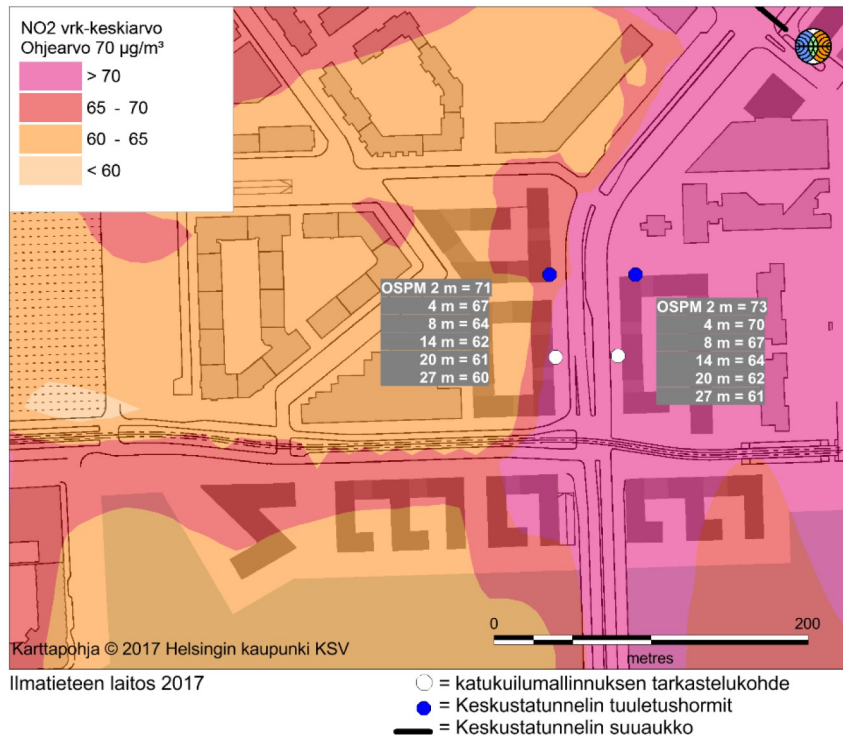 NO2 vrk-keskiarvo
Ohjearvo 70 µg/m³
> 70
65 - 70
60 - 65
< 60
OSPM 2 m = 71
4 m = 67
8 m = 64
14 m = 62
20 m = 61
27 m = 60
OSPM 2 m = 73
4 m = 70
8 m = 67
14 m = 64
20 m = 62
27 m = 61
0 200
metres
Karttapohja © 2017 Helsingin kaupunki KSV
Ilmatieteen laitos 2017
= katukuilumallinnuksen tarkastelukohde
= Keskustatunnelin tuuletushormit
= Keskustatunnelin suuaukko